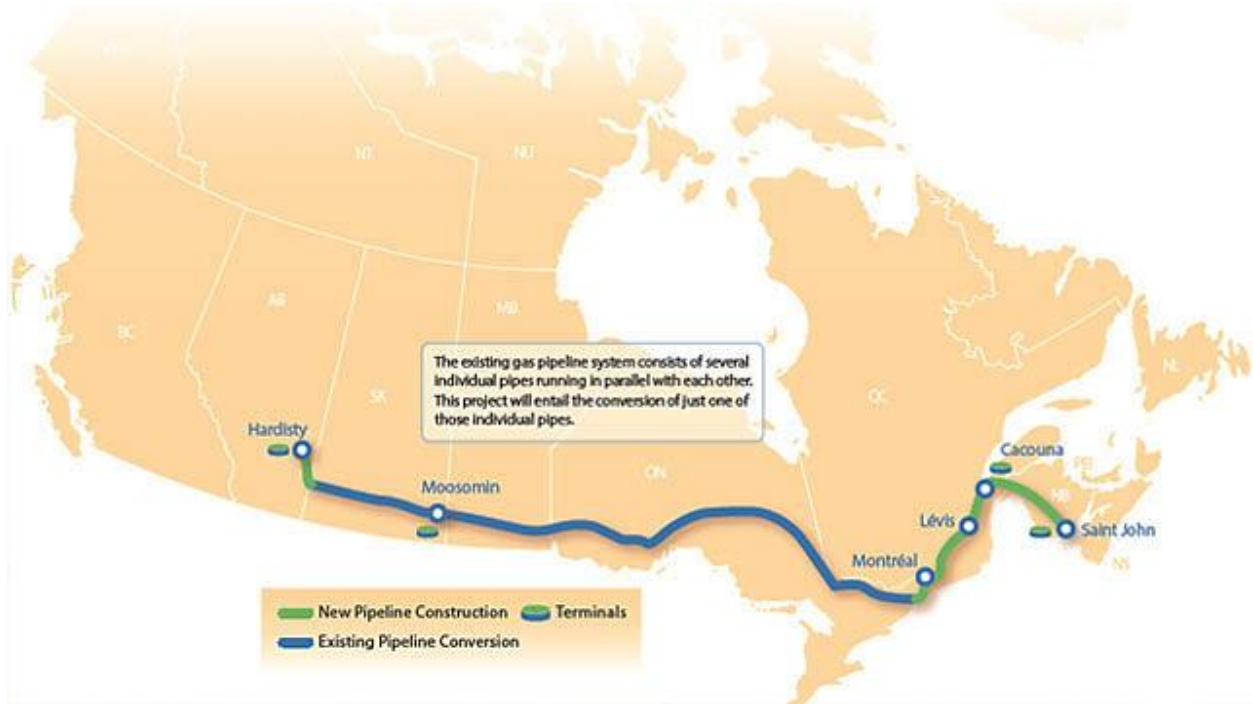 YT
NT
NU
BC
AB
SK
MB
The existing gas pipeline system consists of several
individual pipes running in parallel with each other.
This project will entail the conversion of just one of
those individual pipes.
ON
QC
NL
PEI
NB
NS
Hardisty
Moosomin
Montréal
Lévis
Cacouna
Saint John
New Pipeline Construction
Terminals
Existing Pipeline Conversion